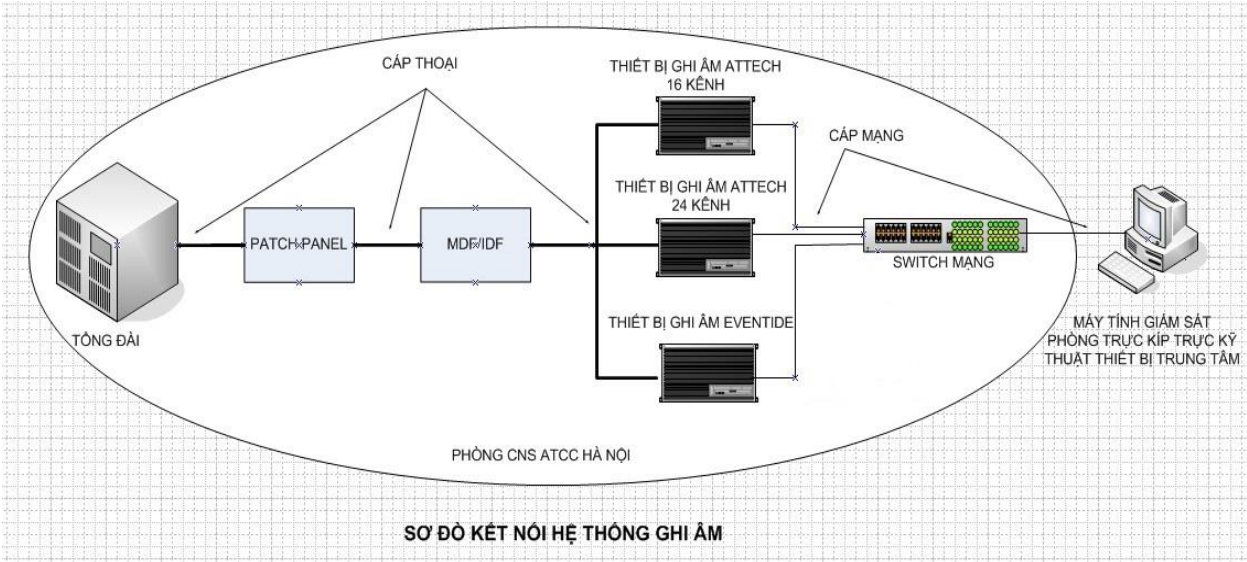 CÁP THOẠI
THIẾT BỊ GHI ÂM ATTECH
16 KÊNH
CÁP MẠNG
THIẾT BỊ GHI ÂM ATTECH
24 KÊNH
PATCH PANEL
MDF/IDF
SWITCH MẠNG
TỔNG ĐÀI
THIẾT BỊ GHI ÂM EVENTIDE
MÁY TÍNH GIÁM SÁT
PHÒNG TRỰC KÍP TRỰC KỸ
THUẬT THIẾT BỊ TRUNG TÂM
PHÒNG CNS ATCC HÀ NỘI
SƠ ĐỒ KẾT NỐI HỆ THỐNG GHI ÂM